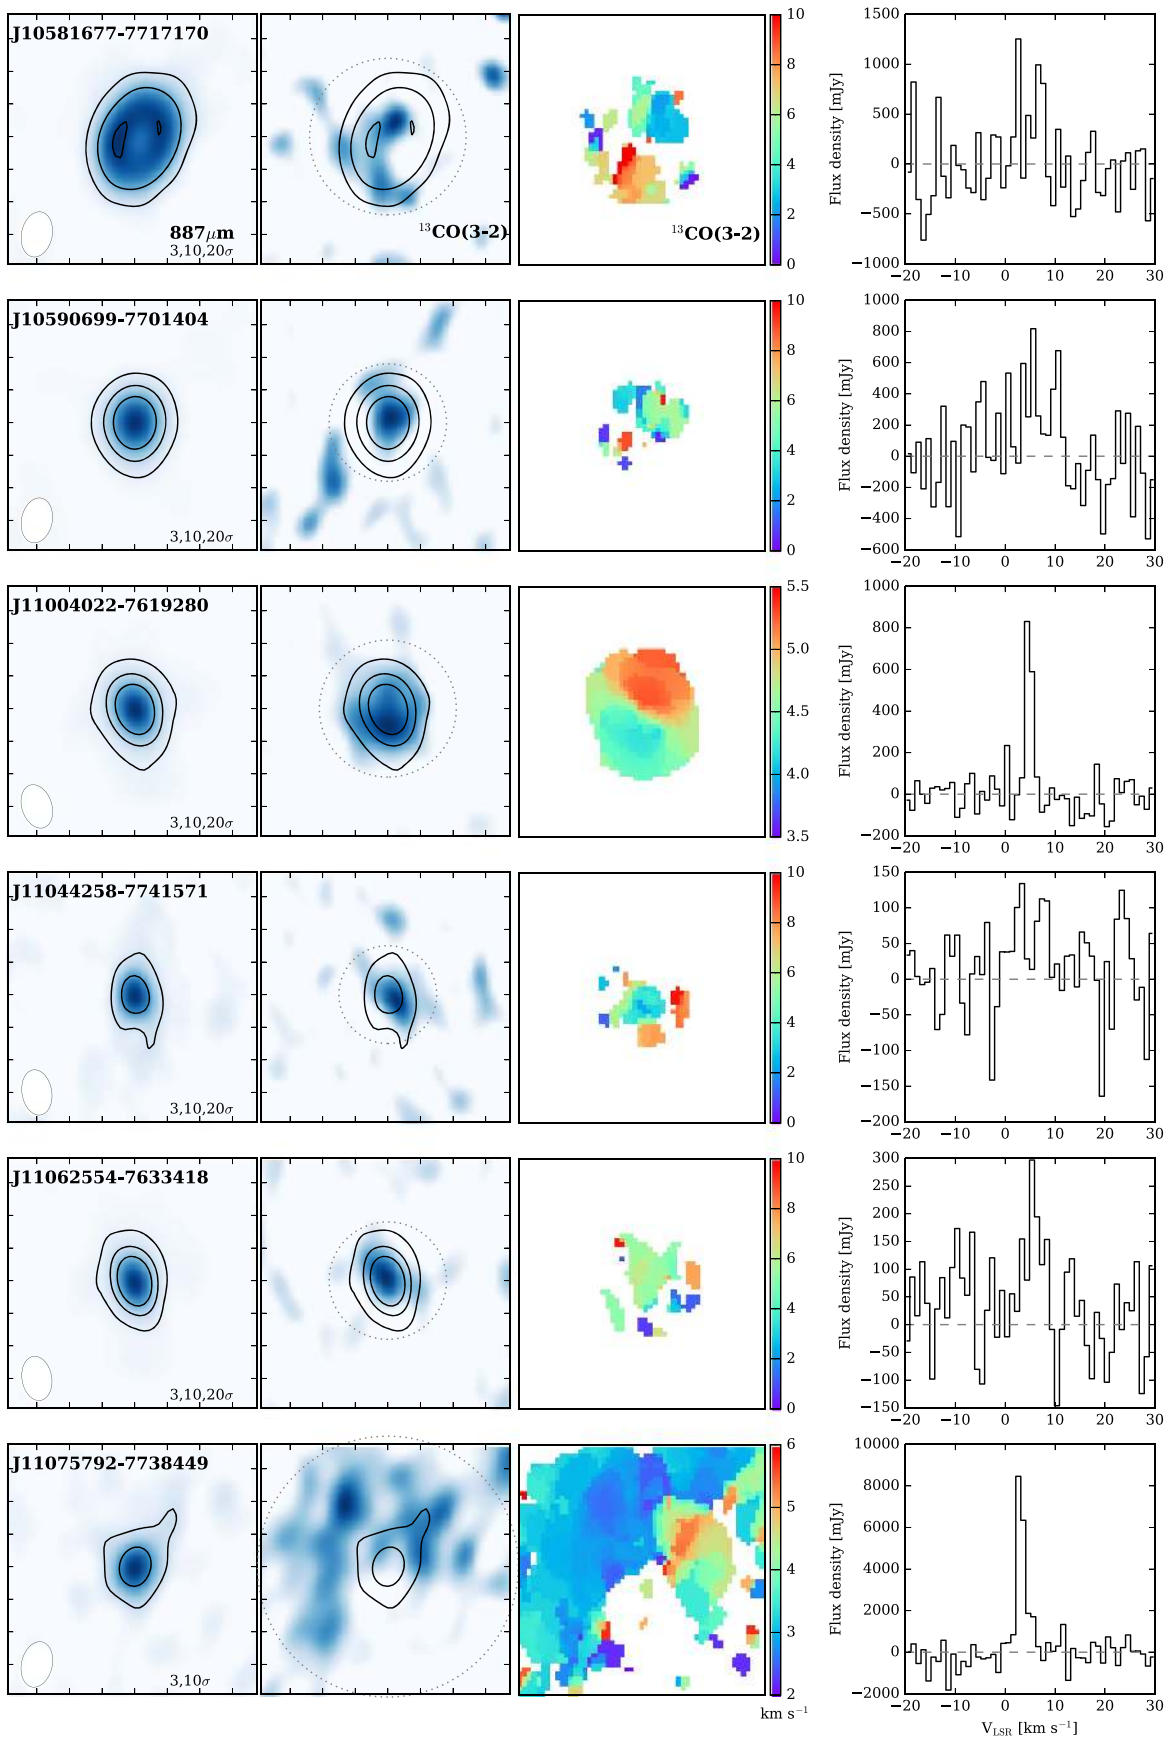 J10581677-7717170
887μm
3,10,20σ
¹³CO(3-2)
¹³CO(3-2)
10
8
6
4
2
0
Flux density [mJy]
1500
1000
500
0
−500
−1000
−20 −10 0 10 20 30
J10590699-7701404
3,10,20σ
10
8
6
4
2
0
Flux density [mJy]
1000
800
600
400
200
0
−200
−400
−600
−20 −10 0 10 20 30
J11004022-7619280
3,10,20σ
5.5
5.0
4.5
4.0
3.5
Flux density [mJy]
1000
800
600
400
200
0
−200
−20 −10 0 10 20 30
J11044258-7741571
3,10,20σ
10
8
6
4
2
0
Flux density [mJy]
150
100
50
0
−50
−100
−150
−200
−20 −10 0 10 20 30
J11062554-7633418
3,10,20σ
10
8
6
4
2
0
Flux density [mJy]
300
250
200
150
100
50
0
−50
−100
−150
−20 −10 0 10 20 30
J11075792-7738449
3,10σ
6
5
4
3
2
km s⁻¹
Flux density [mJy]
10000
8000
6000
4000
2000
0
−2000
−20 −10 0 10 20 30
V_LSR [km s⁻¹]